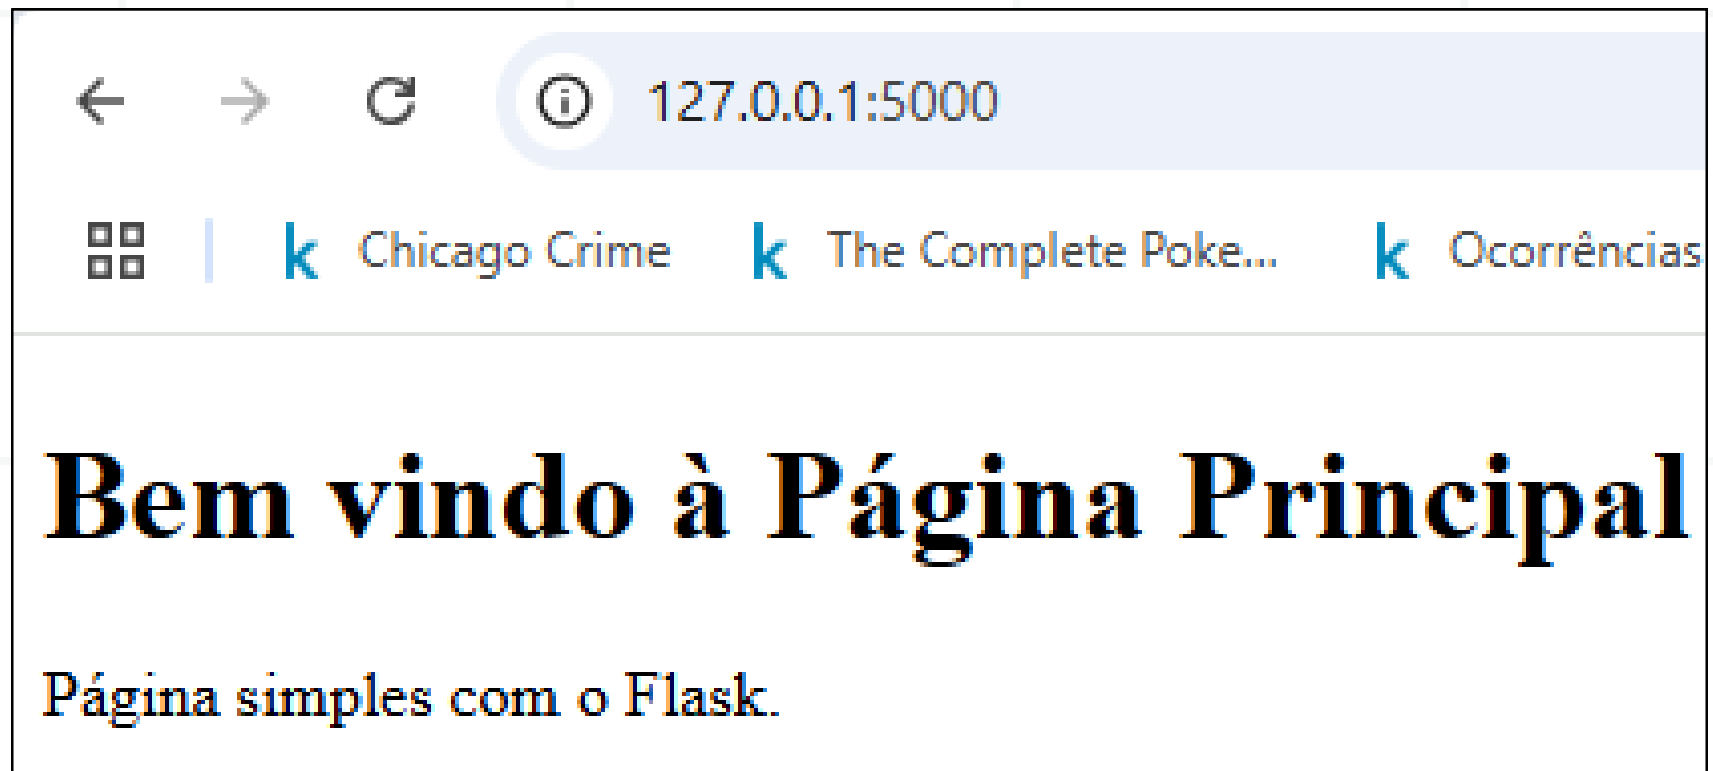 127.0.0.1:5000
k Chicago Crime k The Complete Poke... k Ocorrências
Bem vindo à Página Principal
Página simples com o Flask.